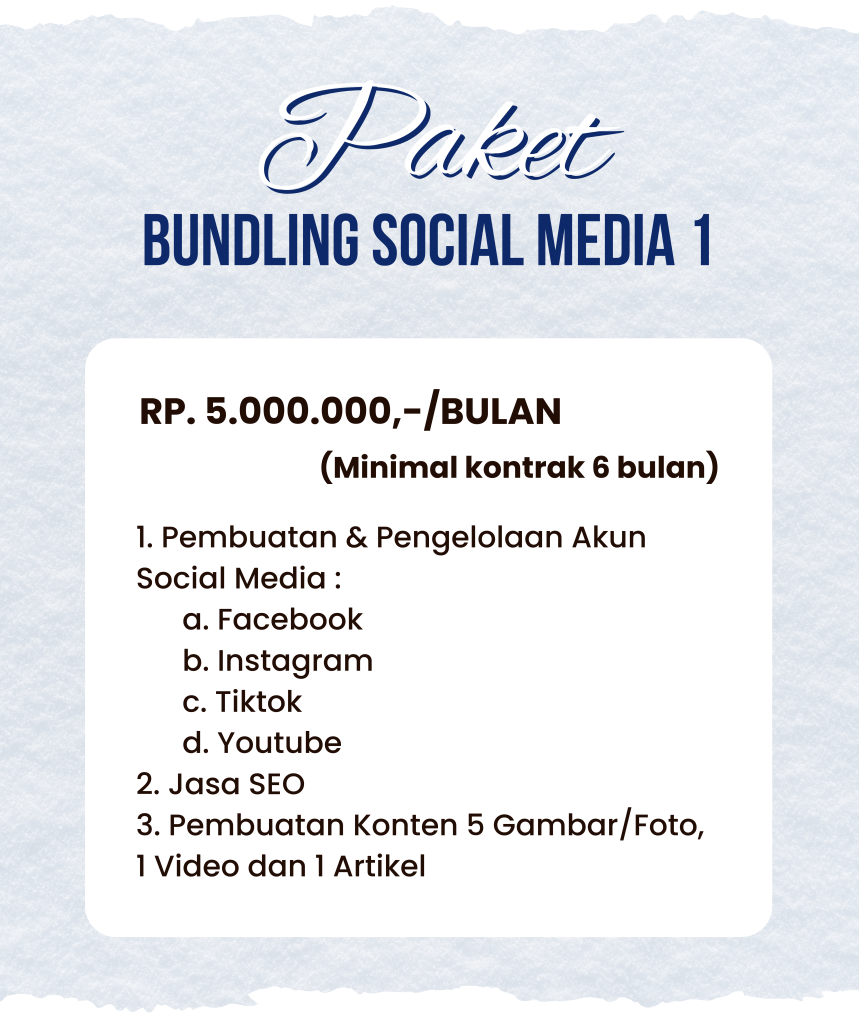 Paket
BUNDLING SOCIAL MEDIA 1
RP. 5.000.000,-/BULAN
(Minimal kontrak 6 bulan)
1. Pembuatan & Pengelolaan Akun
Social Media :
a. Facebook
b. Instagram
c. Tiktok
d. Youtube
2. Jasa SEO
3. Pembuatan Konten 5 Gambar/Foto,
1 Video dan 1 Artikel